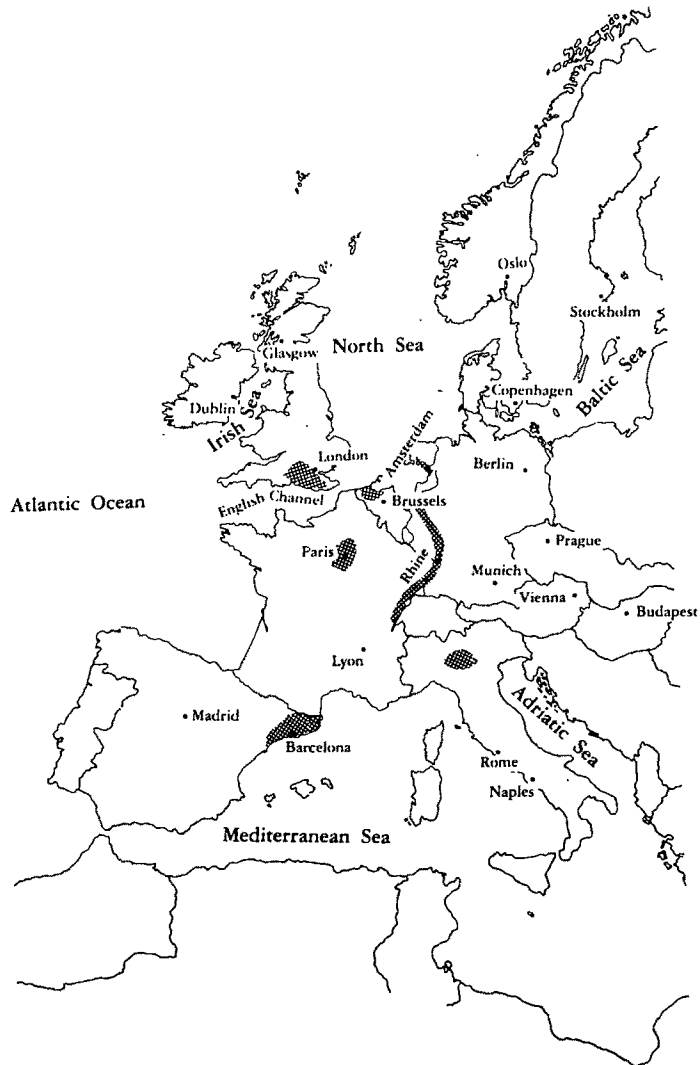 Oslo
Stockholm
North Sea
Glasgow
Copenhagen
Baltic Sea
Dublin
Irish Sea
Amsterdam
London
Berlin
Atlantic Ocean
English Channel
Brussels
Prague
Paris
Rhine
Munich
Vienna
Budapest
Lyon
Madrid
Adriatic Sea
Barcelona
Rome
Naples
Mediterranean Sea